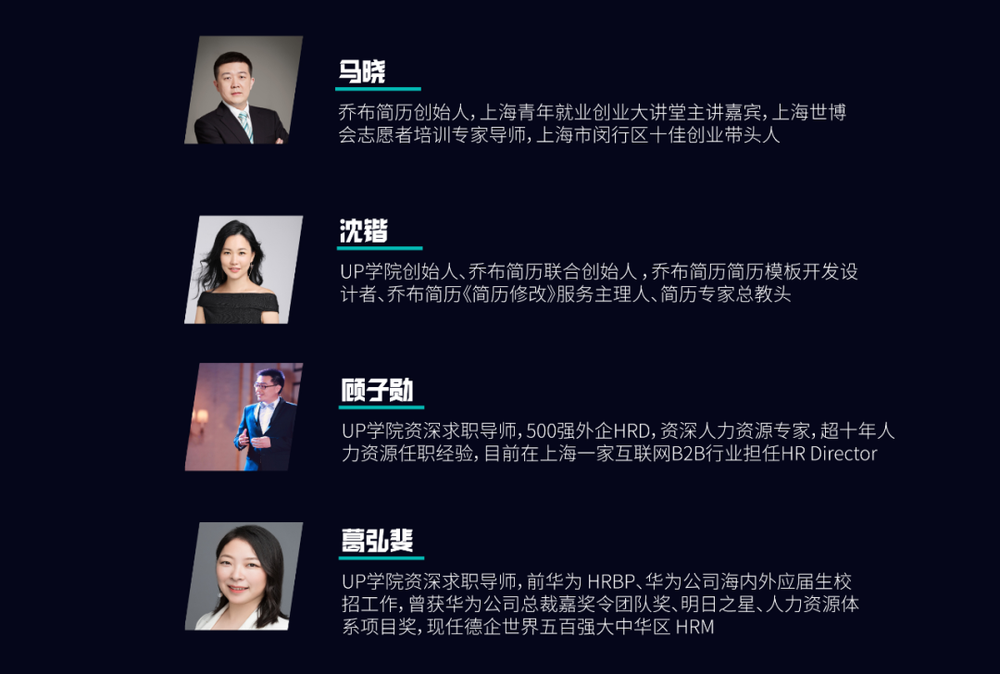 马晓
乔布简历创始人，上海青年就业创业大讲堂主讲嘉宾，上海世博
会志愿者培训专家导师，上海市闵行区十佳创业带头人
沈锴
UP学院创始人、乔布简历联合创始人，乔布简历简历模板开发设
计者、乔布简历《简历修改》服务主理人、简历专家总教头
顾子勋
UP学院资深求职导师，500强外企HRD，资深人力资源专家，超十年人
力资源任职经验，目前在上海一家互联网B2B行业担任HR Director
葛弘斐
UP学院资深求职导师，前华为 HRBP、华为公司海内外应届生校
招工作，曾获华为公司总裁嘉奖令团队奖、明日之星、人力资源体
系项目奖，现任德企世界五百强大中华区 HRM